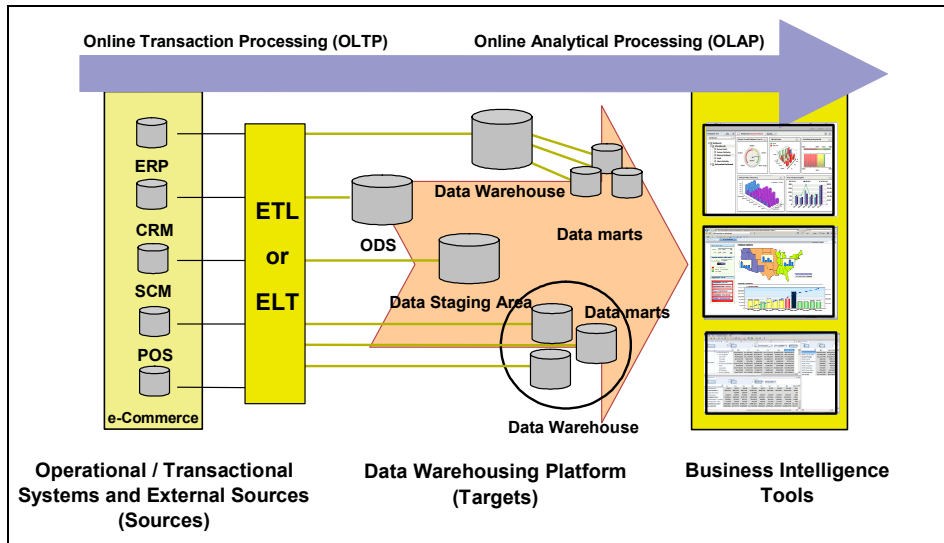 Online Transaction Processing (OLTP)
Online Analytical Processing (OLAP)
ERP
CRM
SCM
POS
e-Commerce
ETL
or
ELT
Data Warehouse
ODS
Data marts
Data Staging Area
Data marts
Data Warehouse
Operational / Transactional
Systems and External Sources
(Sources)
Data Warehousing Platform
(Targets)
Business Intelligence
Tools